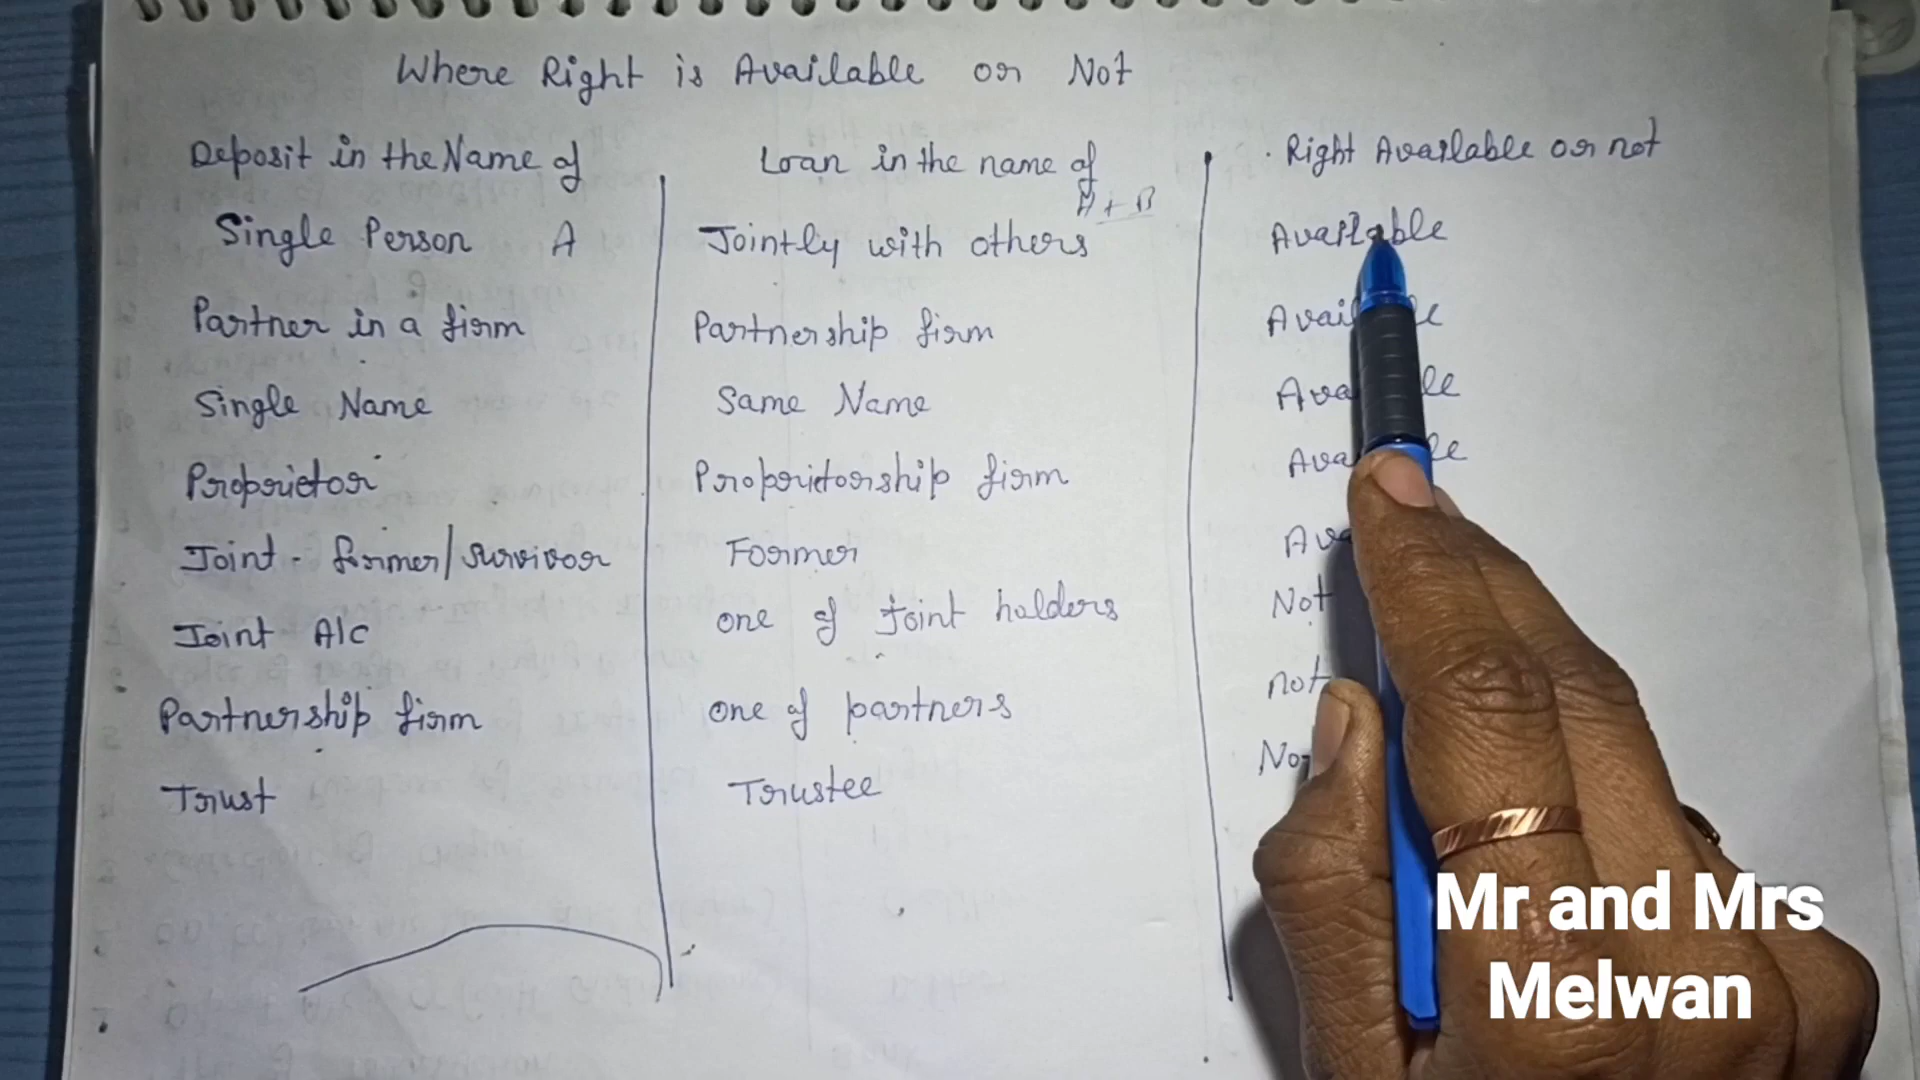 Where Right is Available or Not
Deposit in the Name of Loan in the name of Right Available or not
A + B
Single Person A Jointly with others Available
Partner in a firm Partnership firm
Single Name Same Name
Proprietor Proprietorship firm
Joint - former/survivor Former
Joint A/c one of Joint holders Not
Partnership firm one of partners not
Trust Trustee
Mr and Mrs
Melwan